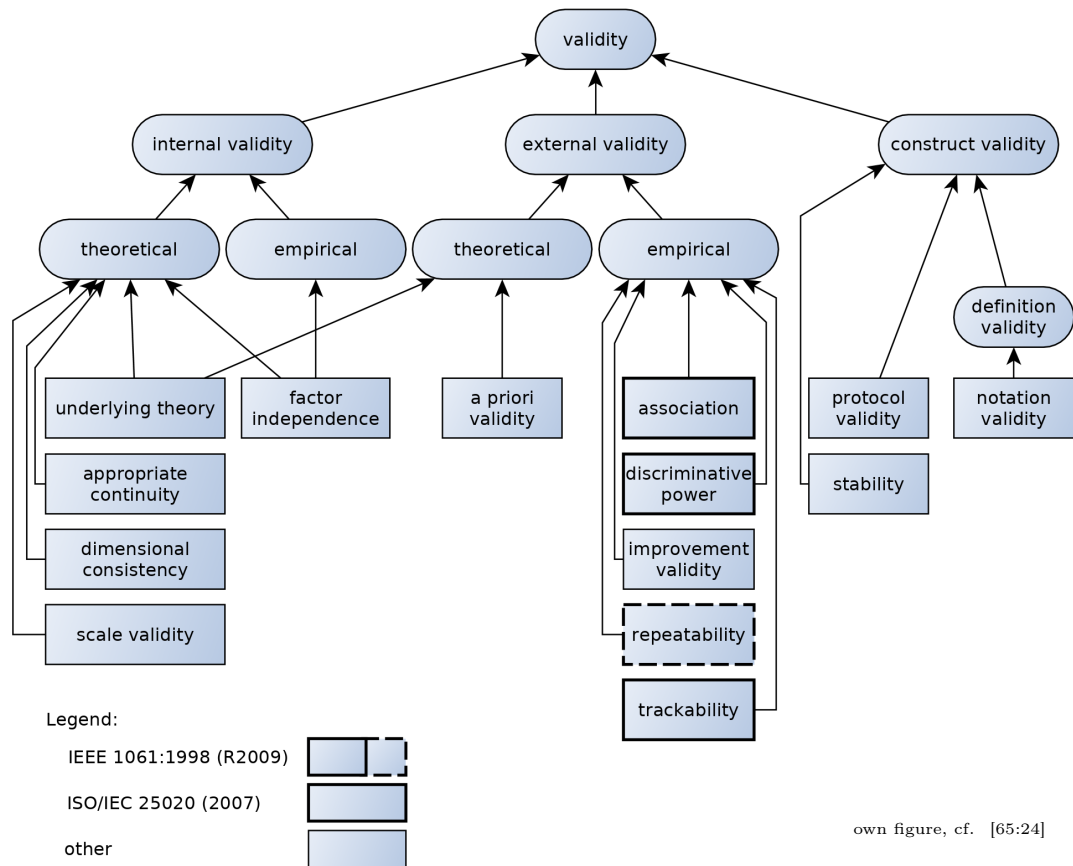 validity
internal validity
external validity
construct validity
theoretical
empirical
theoretical
empirical
definition
validity
underlying theory
factor
independence
a priori
validity
association
protocol
validity
notation
validity
appropriate
continuity
discriminative
power
stability
dimensional
consistency
improvement
validity
scale validity
repeatability
trackability
Legend:
IEEE 1061:1998 (R2009)
ISO/IEC 25020 (2007)
other
own figure, cf. [65:24]